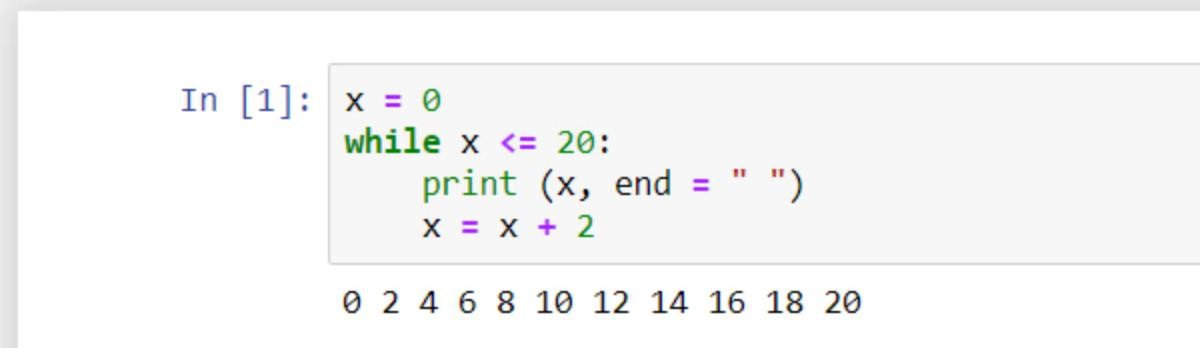 In [1]: x = 0
while x <= 20:
    print (x, end = " ")
    x = x + 2
0 2 4 6 8 10 12 14 16 18 20